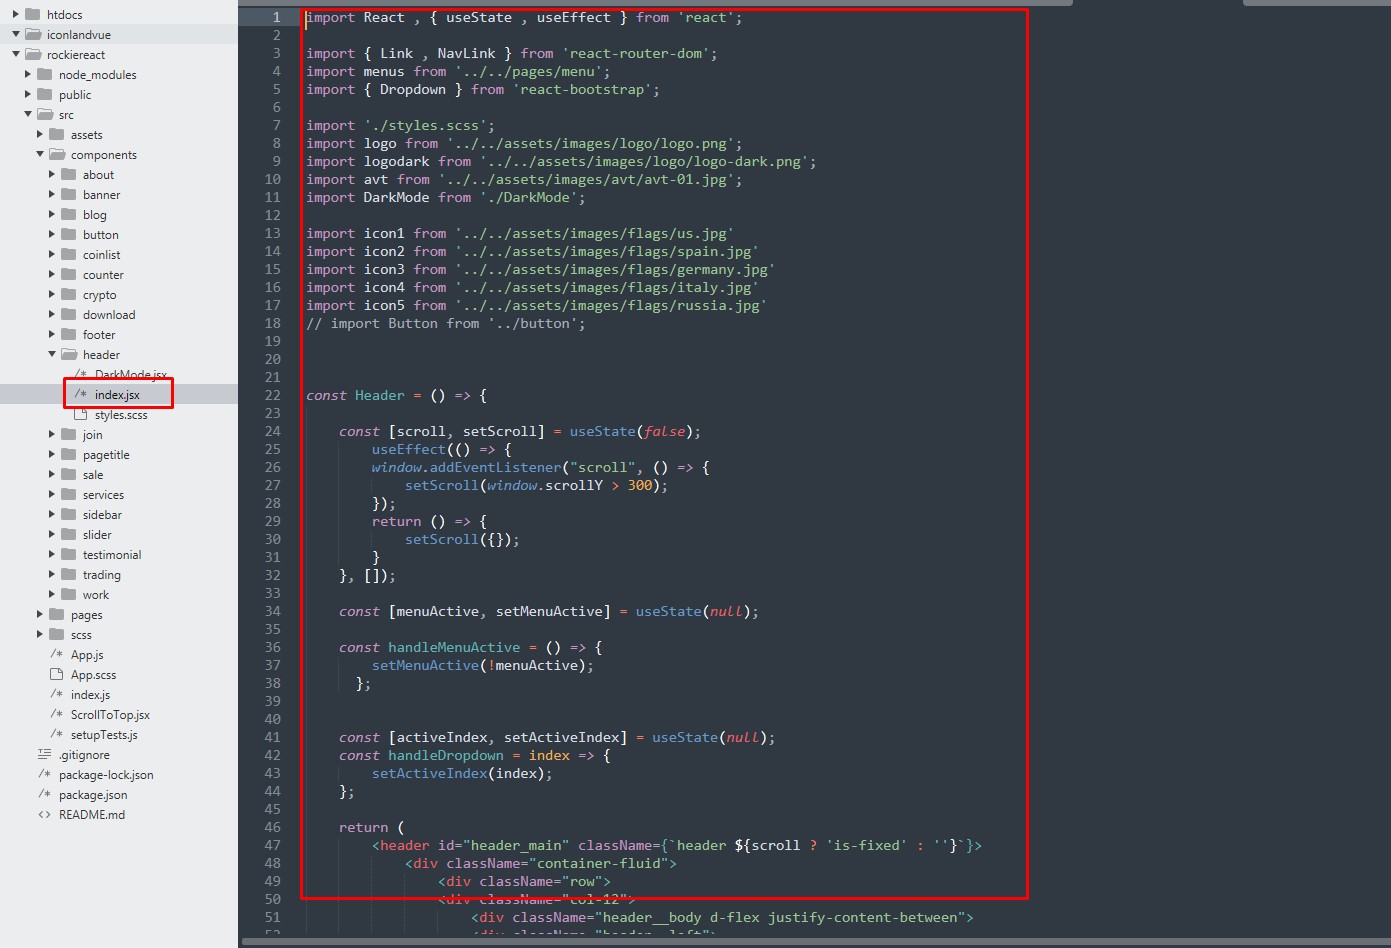 htdocs
iconlandvue
rockiereact
node_modules
public
src
assets
components
about
banner
blog
button
coinlist
counter
crypto
download
footer
header
/* DarkMode.jsx
/* index.jsx
styles.scss
join
pagetitle
sale
services
sidebar
slider
testimonial
trading
work
pages
scss
/* App.js
App.scss
/* index.js
/* ScrollToTop.jsx
/* setupTests.js
.gitignore
/* package-lock.json
/* package.json
<> README.md
1 import React , { useState , useEffect } from 'react';
2
3 import { Link , NavLink } from 'react-router-dom';
4 import menus from '../../pages/menu';
5 import { Dropdown } from 'react-bootstrap';
6
7 import './styles.scss';
8 import logo from '../../assets/images/logo/logo.png';
9 import logodark from '../../assets/images/logo/logo-dark.png';
10 import avt from '../../assets/images/avt/avt-01.jpg';
11 import DarkMode from './DarkMode';
12
13 import icon1 from '../../assets/images/flags/us.jpg'
14 import icon2 from '../../assets/images/flags/spain.jpg'
15 import icon3 from '../../assets/images/flags/germany.jpg'
16 import icon4 from '../../assets/images/flags/italy.jpg'
17 import icon5 from '../../assets/images/flags/russia.jpg'
18 // import Button from '../button';
19
20
21
22 const Header = () => {
23
24 const [scroll, setScroll] = useState(false);
25 useEffect(() => {
26 window.addEventListener("scroll", () => {
27 setScroll(window.scrollY > 300);
28 });
29 return () => {
30 setScroll({});
31 }
32 }, []);
33
34 const [menuActive, setMenuActive] = useState(null);
35
36 const handleMenuActive = () => {
37 setMenuActive(!menuActive);
38 };
39
40
41 const [activeIndex, setActiveIndex] = useState(null);
42 const handleDropdown = index => {
43 setActiveIndex(index);
44 };
45
46 return (
47 <header id="header_main" className={`header ${scroll ? 'is-fixed' : ''}`}>
48 <div className="container-fluid">
49 <div className="row">
50 <div className="col-12">
51 <div className="header__body d-flex justify-content-between">
52 <div className="header__left">